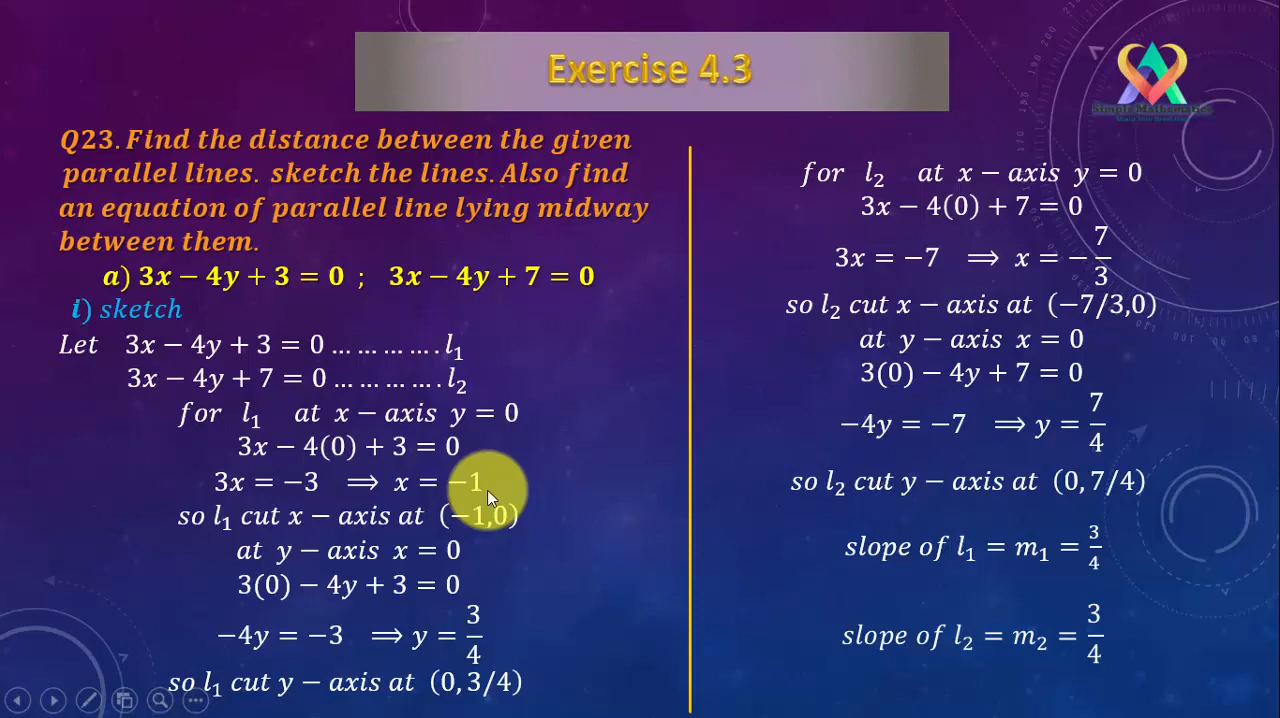 Exercise 4.3
Simple Mathematics
Q23. Find the distance between the given
parallel lines. sketch the lines. Also find
an equation of parallel line lying midway
between them.
a) 3x − 4y + 3 = 0 ; 3x − 4y + 7 = 0
i) sketch
Let 3x − 4y + 3 = 0 … … … … . l₁
3x − 4y + 7 = 0 … … … … . l₂
for l₁ at x − axis y = 0
3x − 4(0) + 3 = 0
3x = −3 ⟹ x = −1
so l₁ cut x − axis at (−1,0)
at y − axis x = 0
3(0) − 4y + 3 = 0
−4y = −3 ⟹ y = 3/4
so l₁ cut y − axis at (0, 3/4)
for l₂ at x − axis y = 0
3x − 4(0) + 7 = 0
3x = −7 ⟹ x = −7/3
so l₂ cut x − axis at (−7/3,0)
at y − axis x = 0
3(0) − 4y + 7 = 0
−4y = −7 ⟹ y = 7/4
so l₂ cut y − axis at (0, 7/4)
slope of l₁ = m₁ = 3/4
slope of l₂ = m₂ = 3/4